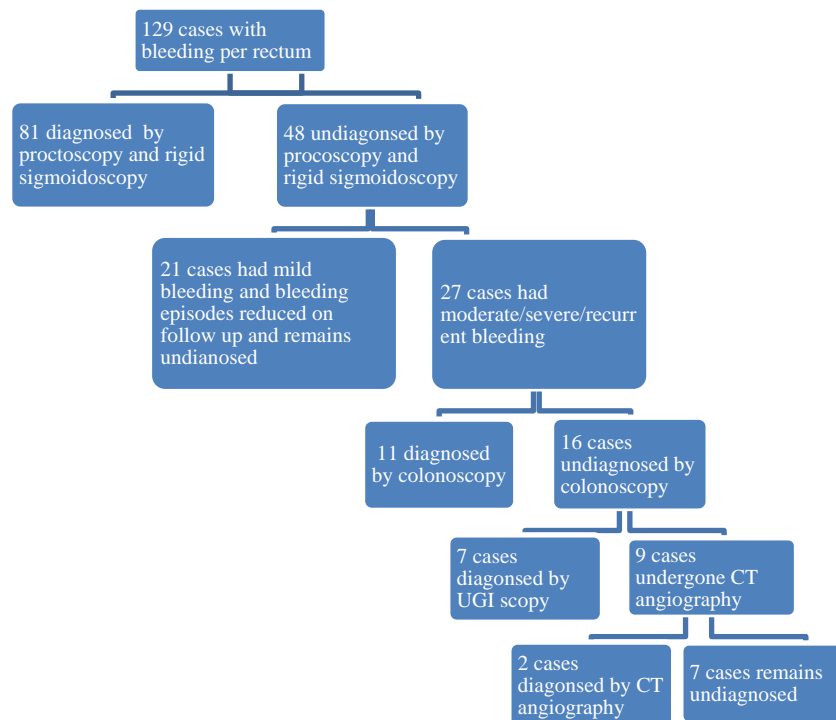 129 cases with
bleeding per rectum
81 diagnosed by
proctoscopy and rigid
sigmoidoscopy
48 undiagonsed by
procoscopy and
rigid sigmoidoscopy
21 cases had mild
bleeding and bleeding
episodes reduced on
follow up and remains
undianosed
27 cases had
moderate/severe/recurr
ent bleeding
11 diagnosed
by colonoscopy
16 cases
undiagnosed by
colonoscopy
7 cases
diagonsed by
UGI scopy
9 cases
undergone CT
angiography
2 cases
diagonsed by CT
angiography
7 cases remains
undiagnosed